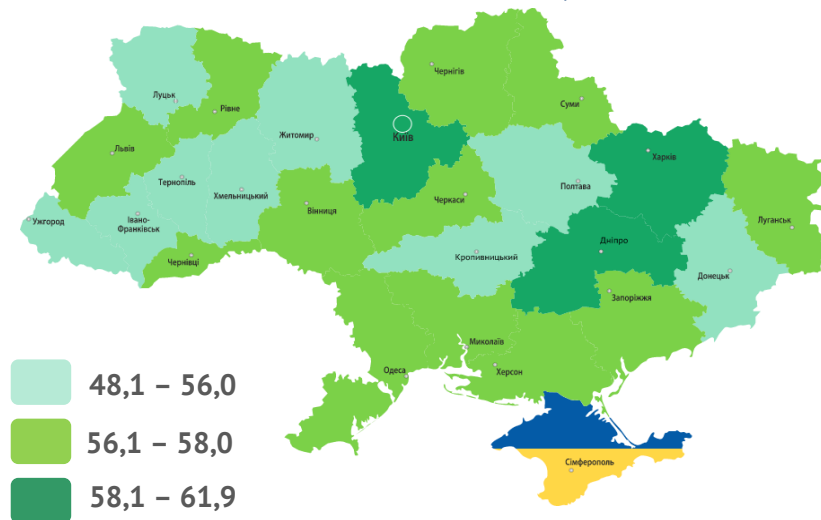 Чернігів
Луцьк
Суми
Рівне
Київ
Житомир
Харків
Львів
Тернопіль
Полтава
Хмельницький
Черкаси
Вінниця
Ужгород
Івано-
Франківськ
Луганськ
Дніпро
Кропивницький
Чернівці
Донецьк
Запоріжжя
Миколаїв
Одеса
Херсон
48,1 – 56,0
56,1 – 58,0
Сімферополь
58,1 – 61,9